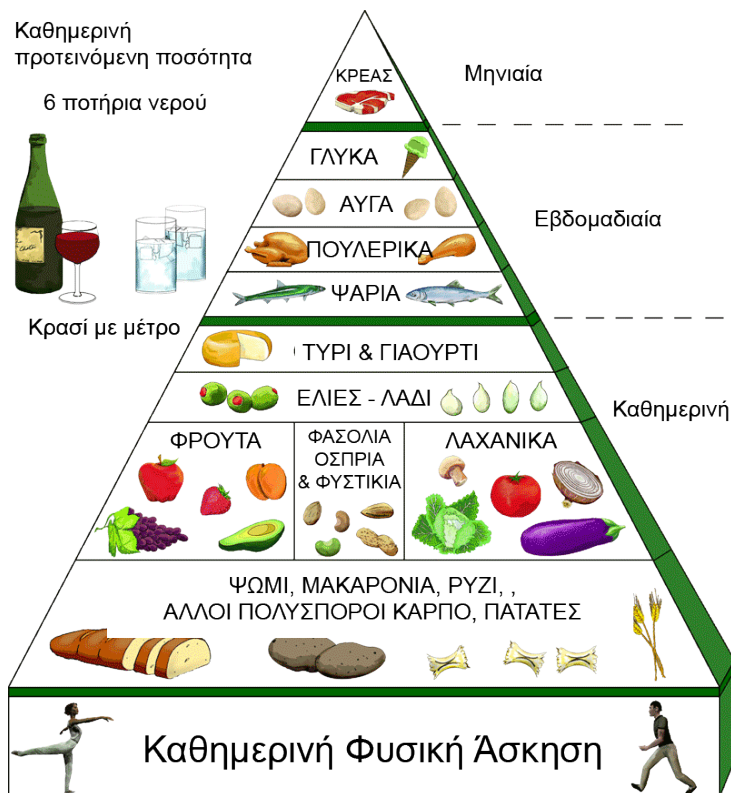 Καθημερινή
προτεινόμενη ποσότητα
6 ποτήρια νερού
Κρασί με μέτρο
ΚΡΕΑΣ
Μηνιαία
ΓΛΥΚΑ
ΑΥΓΑ
ΠΟΥΛΕΡΙΚΑ
ΨΑΡΙΑ
Εβδομαδιαία
ΤΥΡΙ & ΓΙΑΟΥΡΤΙ
ΕΛΙΕΣ - ΛΑΔΙ
Καθημερινή
ΦΡΟΥΤΑ
ΦΑΣΟΛΙΑ
ΟΣΠΡΙΑ
& ΦΥΣΤΙΚΙΑ
ΛΑΧΑΝΙΚΑ
ΨΩΜΙ, ΜΑΚΑΡΟΝΙΑ, ΡΥΖΙ, ,
ΑΛΛΟΙ ΠΟΛΥΣΠΟΡΟΙ ΚΑΡΠΟ, ΠΑΤΑΤΕΣ
Καθημερινή Φυσική Άσκηση